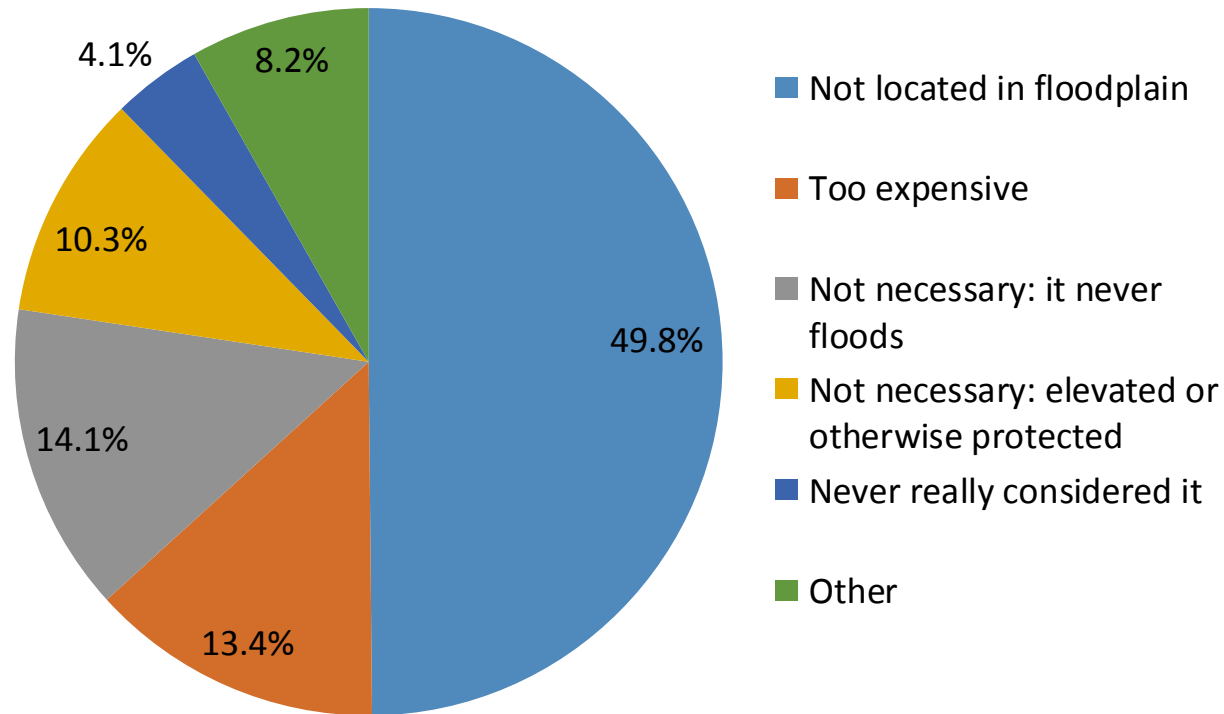 4.1%
8.2%
10.3%
49.8%
14.1%
13.4%
Not located in floodplain
Too expensive
Not necessary: it never
floods
Not necessary: elevated or
otherwise protected
Never really considered it
Other